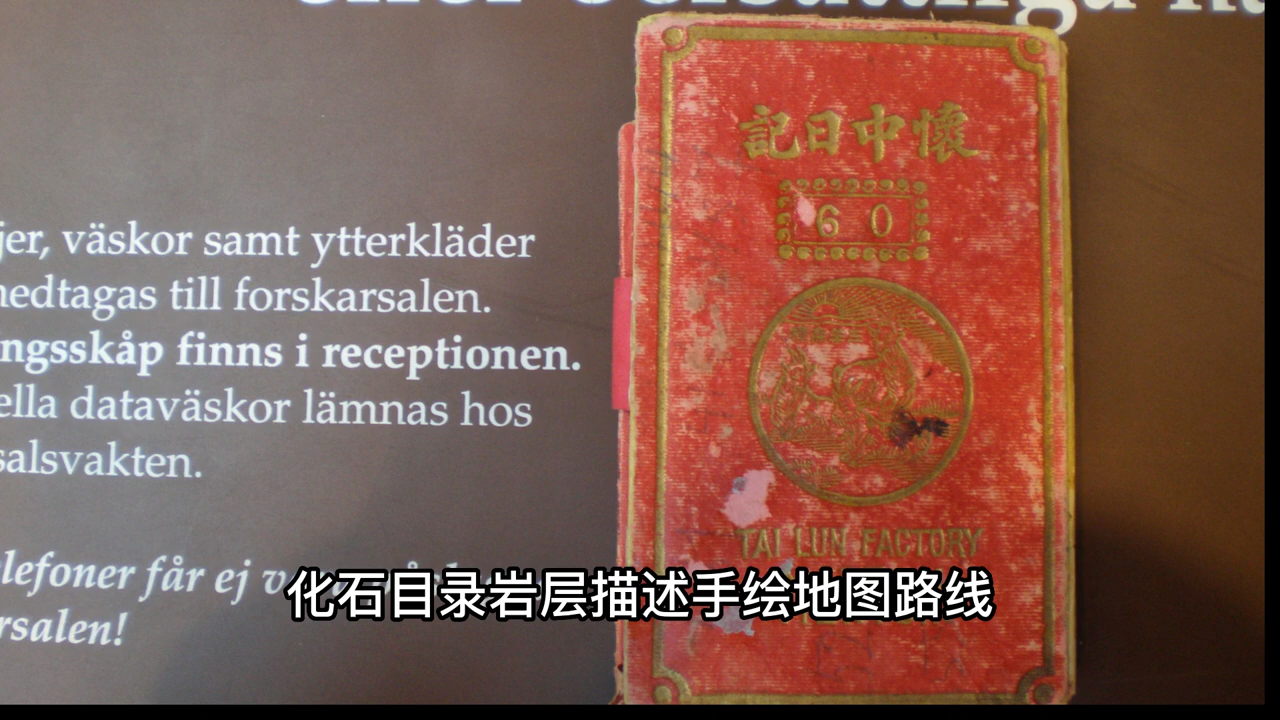 jer, väskor samt ytterkläder
medtagas till forskarsalen.
ngsskåp finns i receptionen.
ella dataväskor lämnas hos
salsvakten.
lefoner får ej
rsalen!
記日中懷
60
TAI LUN FACTORY
化石目录岩层描述手绘地图路线